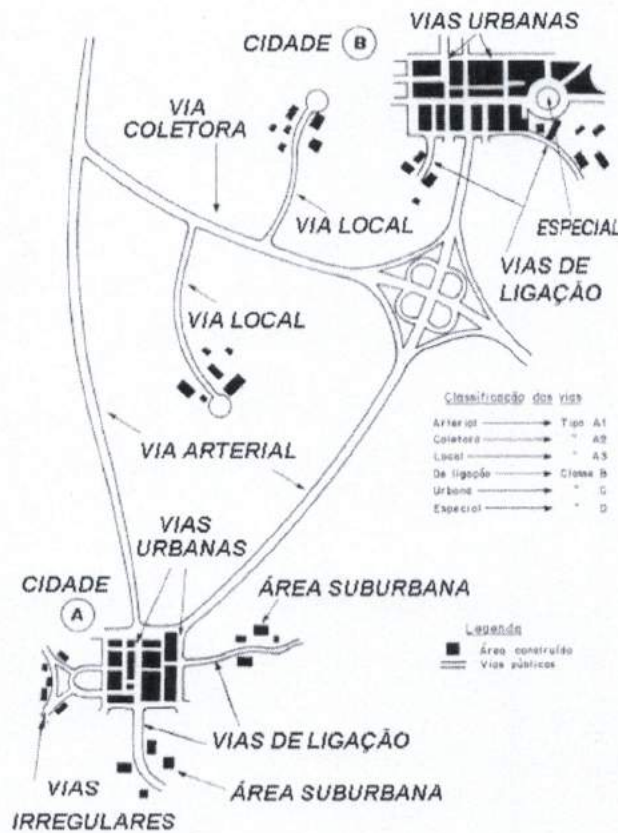 VIAS URBANAS
CIDADE B
VIA
COLETORA
VIA LOCAL
ESPECIAL
VIAS DE
LIGAÇÃO
VIA LOCAL
Classificação das vias
Arterial Tipo A1
Coletora " A2
Local " A3
De ligação Classe B
Urbana " C
Especial " D
VIA ARTERIAL
VIAS
URBANAS
CIDADE
A
ÁREA SUBURBANA
Legenda
Área construída
Vias públicas
VIAS DE LIGAÇÃO
VIAS
IRREGULARES
ÁREA SUBURBANA